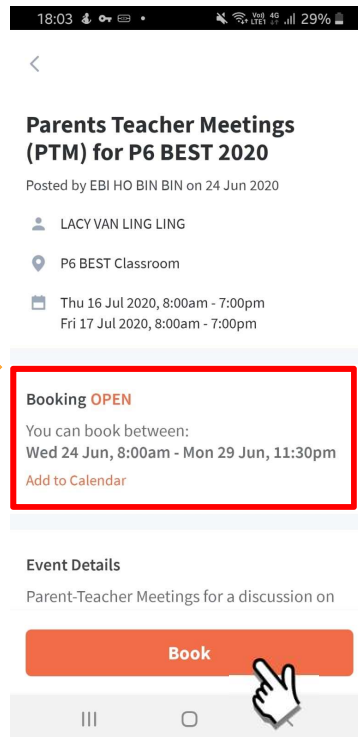 18:03 Vo)) LTE1 4G 29%
Parents Teacher Meetings
(PTM) for P6 BEST 2020
Posted by EBI HO BIN BIN on 24 Jun 2020
LACY VAN LING LING
P6 BEST Classroom
Thu 16 Jul 2020, 8:00am - 7:00pm
Fri 17 Jul 2020, 8:00am - 7:00pm
Booking OPEN
You can book between:
Wed 24 Jun, 8:00am - Mon 29 Jun, 11:30pm
Add to Calendar
Event Details
Parent-Teacher Meetings for a discussion on
Book